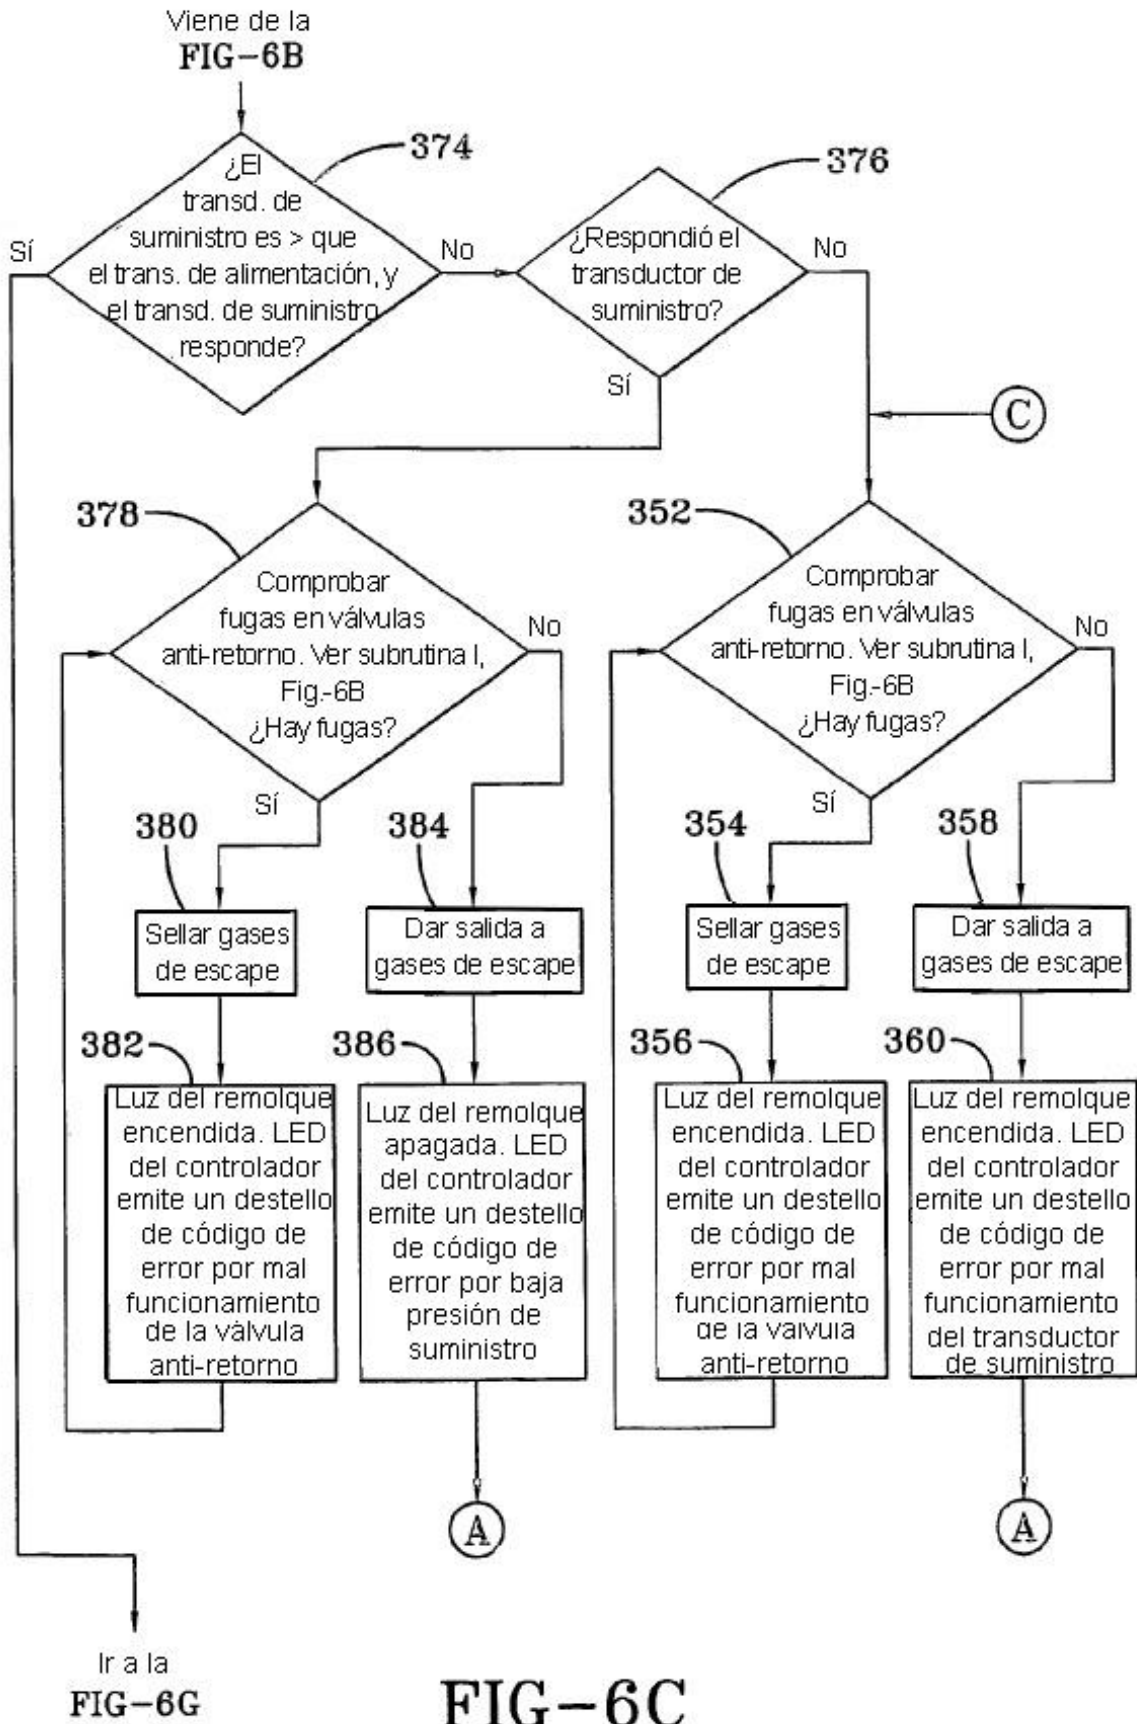 Viene de la
FIG-6B
374
¿El
transd. de
suministro es > que
el trans. de alimentación, y
el transd. de suministro
responde?
Sí
No
376
¿Respondió el
transductor de
suministro?
No
Sí
C
378
Comprobar
fugas en válvulas
anti-retorno. Ver subrutina I,
Fig.-6B
¿Hay fugas?
No
Sí
352
Comprobar
fugas en válvulas
anti-retorno. Ver subrutina I,
Fig.-6B
¿Hay fugas?
No
Sí
380
Sellar gases
de escape
384
Dar salida a
gases de escape
354
Sellar gases
de escape
358
Dar salida a
gases de escape
382
Luz del remolque
encendida. LED
del controlador
emite un destello
de código de
error por mal
funcionamiento
de la válvula
anti-retorno
386
Luz del remolque
apagada. LED
del controlador
emite un destello
de código de
error por baja
presión de
suministro
356
Luz del remolque
encendida. LED
del controlador
emite un destello
de código de
error por mal
funcionamiento
de la válvula
anti-retorno
360
Luz del remolque
encendida. LED
del controlador
emite un destello
de código de
error por mal
funcionamiento
del transductor
de suministro
A
A
Ir a la
FIG-6G
FIG-6C